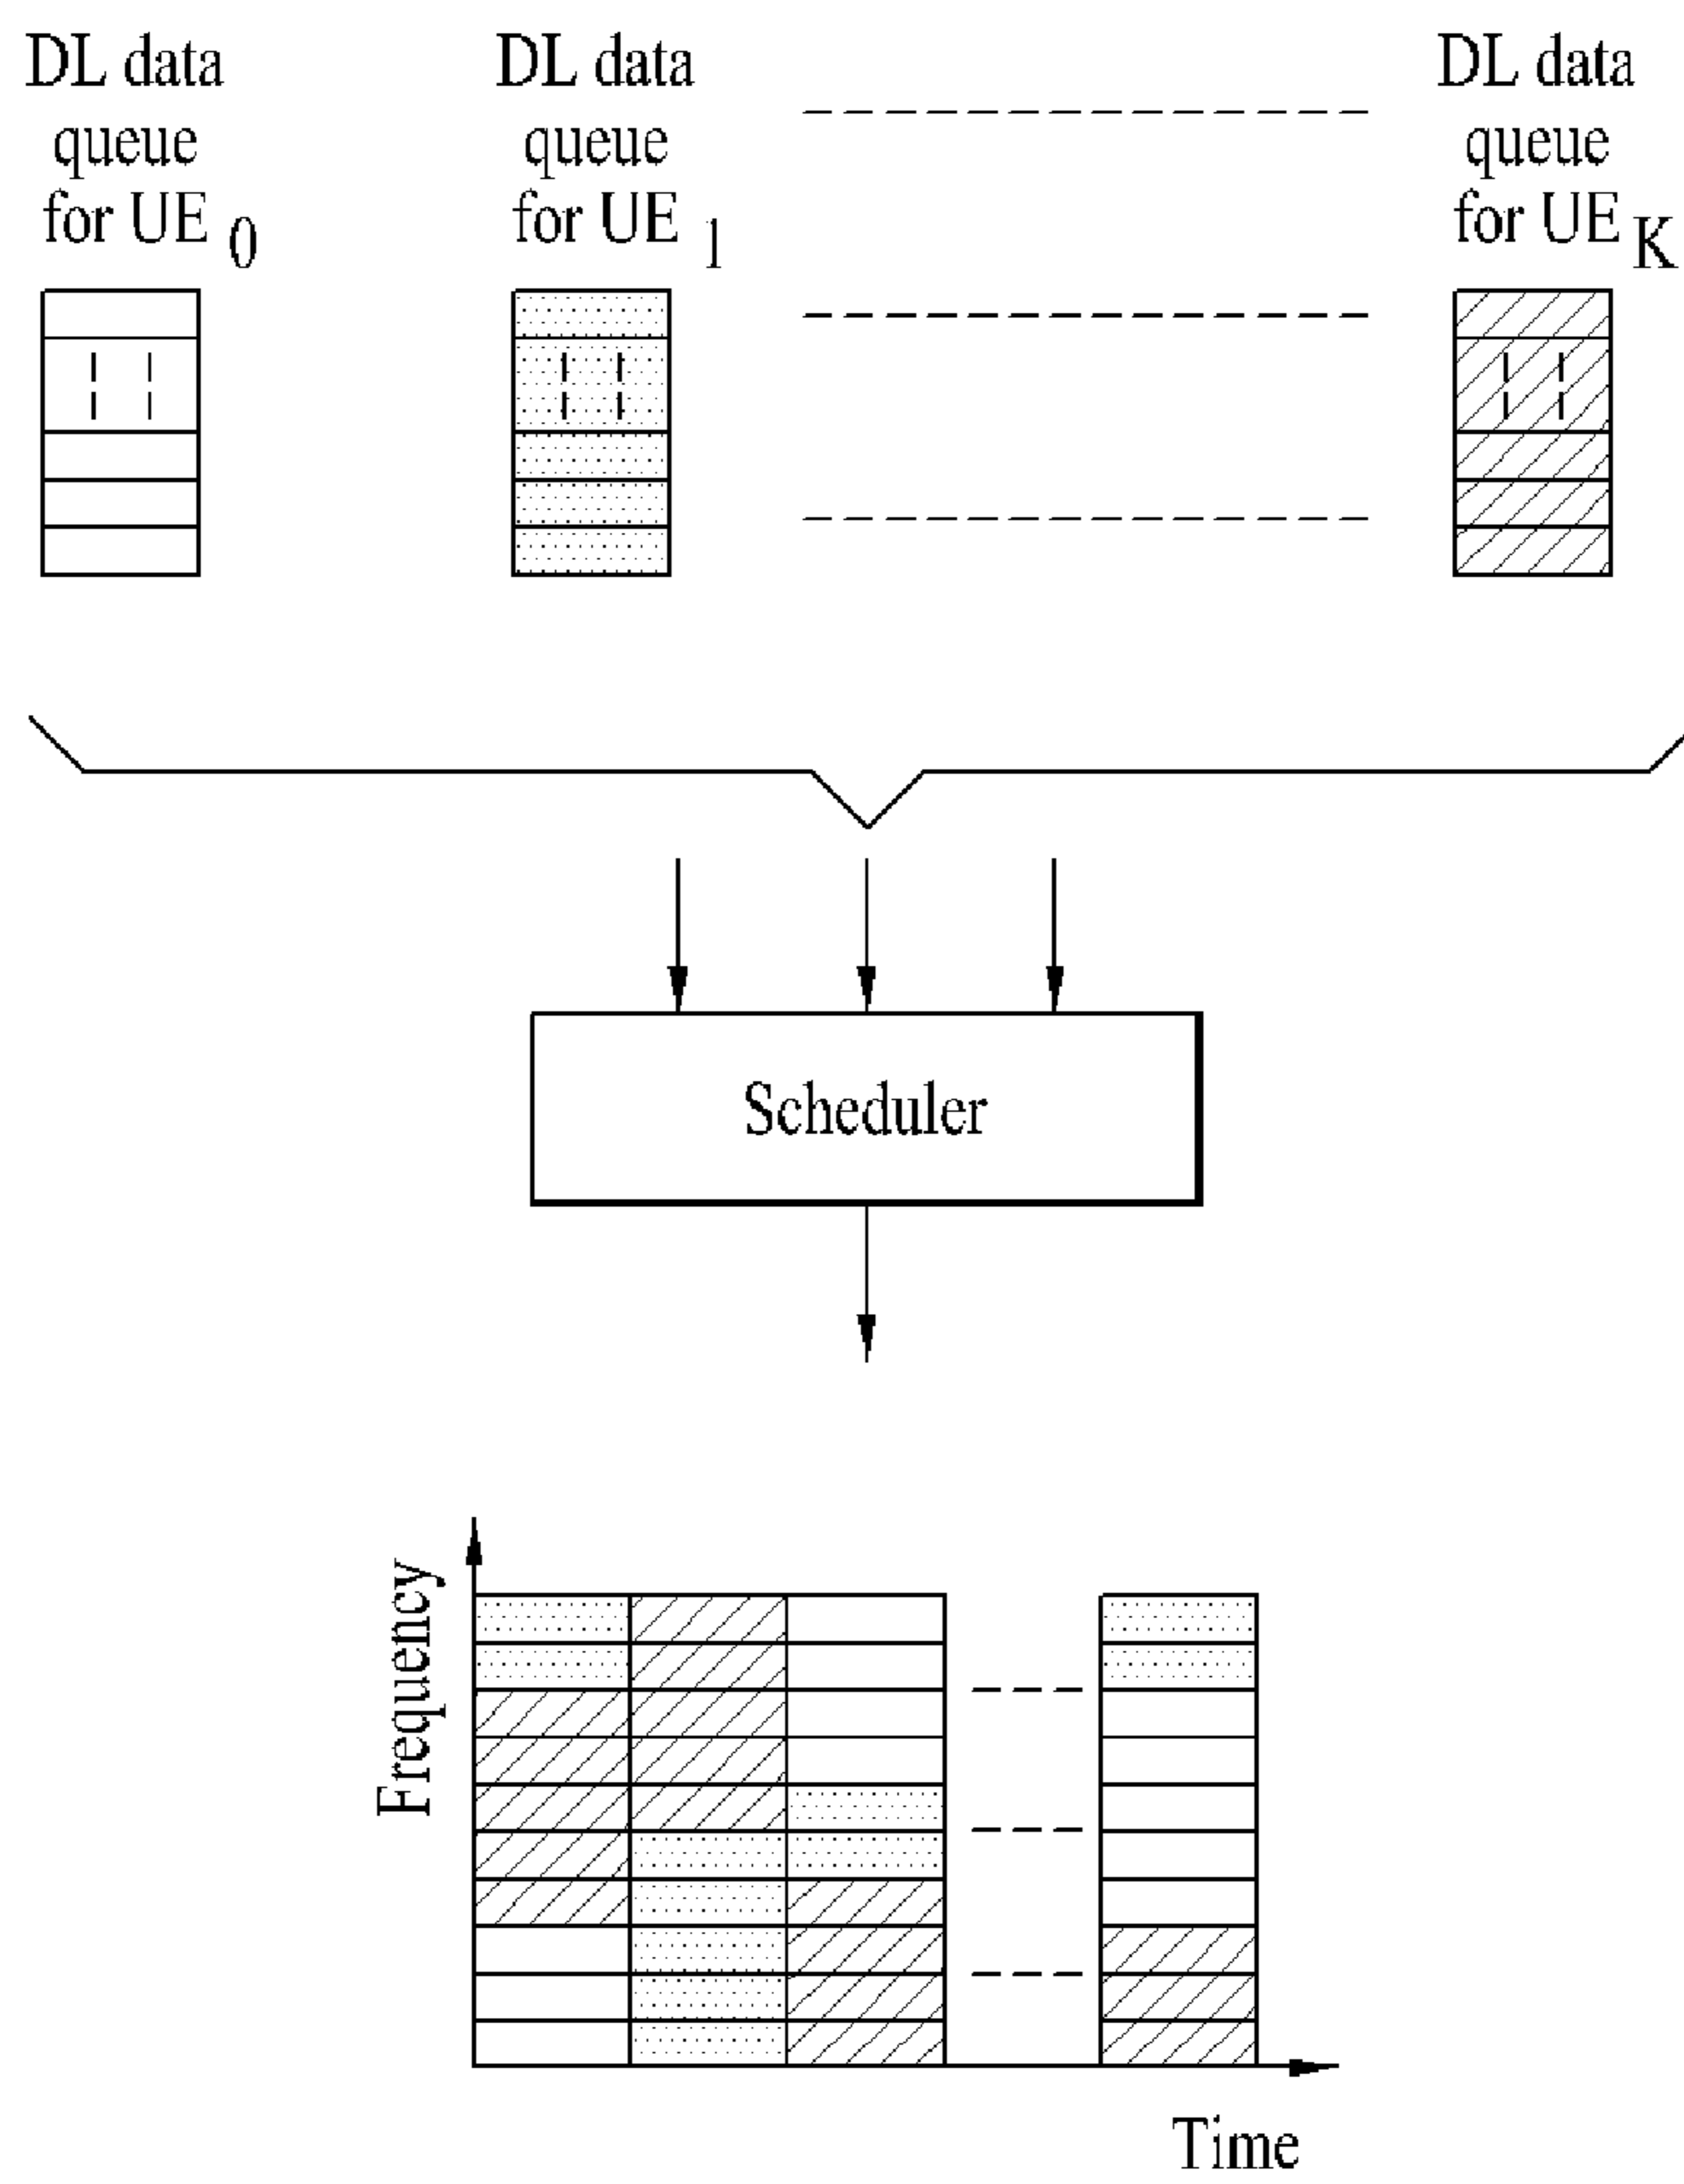 DL data
queue
for UE 0
DL data
queue
for UE 1
DL data
queue
for UE K
Scheduler
Frequency
Time